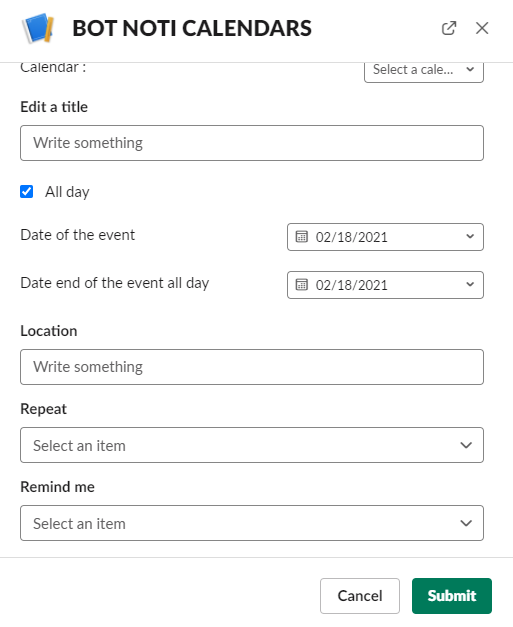 BOT NOTI CALENDARS
Calendar :
Select a cale...
Edit a title
Write something
All day
Date of the event
02/18/2021
Date end of the event all day
02/18/2021
Location
Write something
Repeat
Select an item
Remind me
Select an item
Cancel
Submit